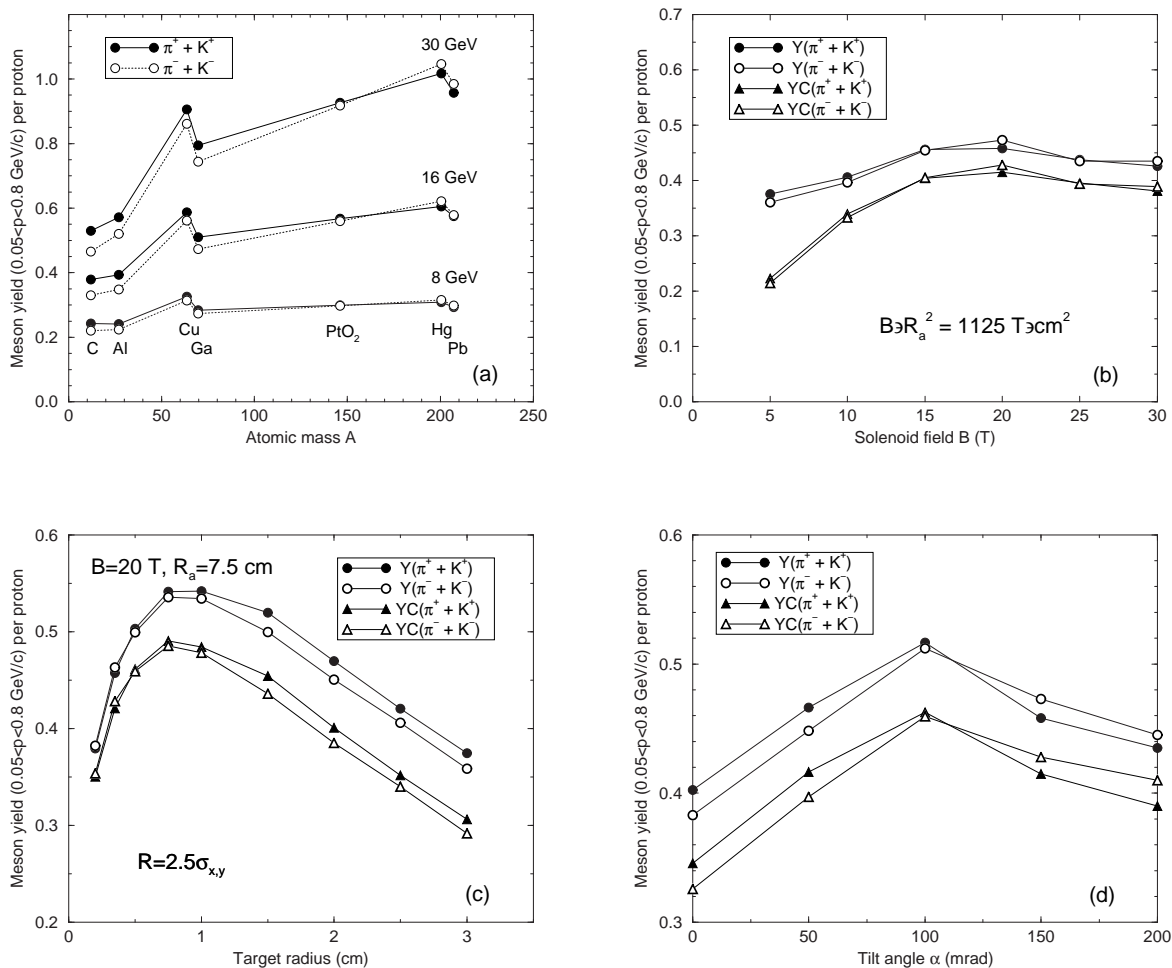 π⁺ + K⁺
π⁻ + K⁻
30 GeV
16 GeV
8 GeV
C
Al
Cu
Ga
PtO₂
Hg
Pb
(a)
0.0
0.2
0.4
0.6
0.8
1.0
0 50 100 150 200 250
Atomic mass A
Meson yield (0.05<p<0.8 GeV/c) per proton
Y(π⁺ + K⁺)
Y(π⁻ + K⁻)
YC(π⁺ + K⁺)
YC(π⁻ + K⁻)
B϶Rₐ² = 1125 T϶cm²
(b)
0.0
0.1
0.2
0.3
0.4
0.5
0.6
0.7
0 5 10 15 20 25 30
Solenoid field B (T)
Meson yield (0.05<p<0.8 GeV/c) per proton
B=20 T, Rₐ=7.5 cm
Y(π⁺ + K⁺)
Y(π⁻ + K⁻)
YC(π⁺ + K⁺)
YC(π⁻ + K⁻)
R=2.5σx,y
(c)
0.2
0.3
0.4
0.5
0.6
0 1 2 3
Target radius (cm)
Meson yield (0.05<p<0.8 GeV/c) per proton
Y(π⁺ + K⁺)
Y(π⁻ + K⁻)
YC(π⁺ + K⁺)
YC(π⁻ + K⁻)
(d)
0.3
0.4
0.5
0.6
0 50 100 150 200
Tilt angle α (mrad)
Meson yield (0.05<p<0.8 GeV/c) per proton